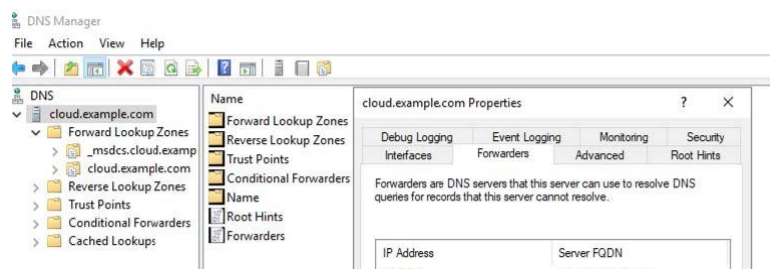 DNS Manager
File Action View Help
DNS
cloud.example.com
Forward Lookup Zones
_msdcs.cloud.examp
cloud.example.com
Reverse Lookup Zones
Trust Points
Conditional Forwarders
Cached Lookups
Name
Forward Lookup Zones
Reverse Lookup Zones
Trust Points
Conditional Forwarders
Name
Root Hints
Forwarders
cloud.example.com Properties ? X
Debug Logging Event Logging Monitoring Security
Interfaces Forwarders Advanced Root Hints
Forwarders are DNS servers that this server can use to resolve DNS
queries for records that this server cannot resolve.
IP Address Server FQDN